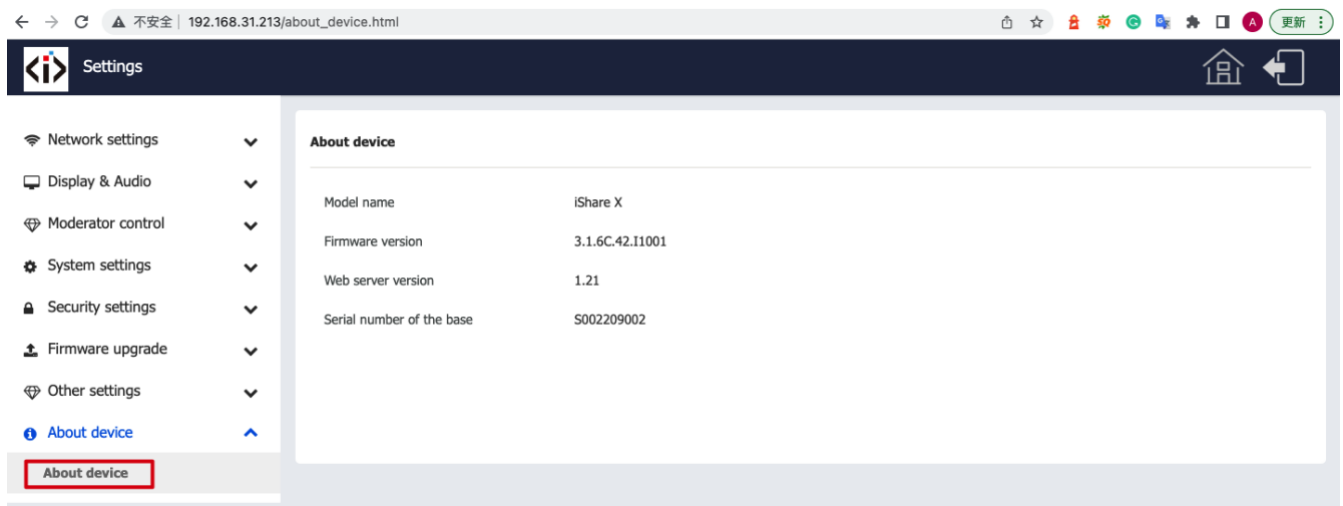 不安全 | 192.168.31.213/about_device.html
A
更新
<i> Settings
Network settings
Display & Audio
Moderator control
System settings
Security settings
Firmware upgrade
Other settings
About device
About device
About device
Model name iShare X
Firmware version 3.1.6C.42.I1001
Web server version 1.21
Serial number of the base S002209002